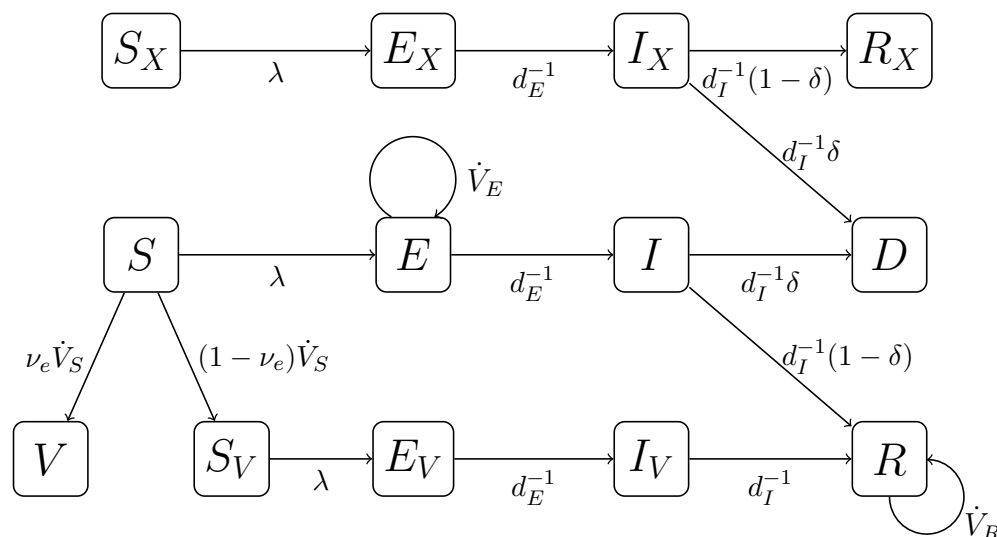 S_X E_X I_X R_X
λ d_E^{-1} d_I^{-1}(1 − δ)
d_I^{-1}δ
V̇_E
S E I D
λ d_E^{-1} d_I^{-1}δ
ν_e V̇_S (1 − ν_e)V̇_S d_I^{-1}(1 − δ)
V S_V E_V I_V R
λ d_E^{-1} d_I^{-1}
V̇_R